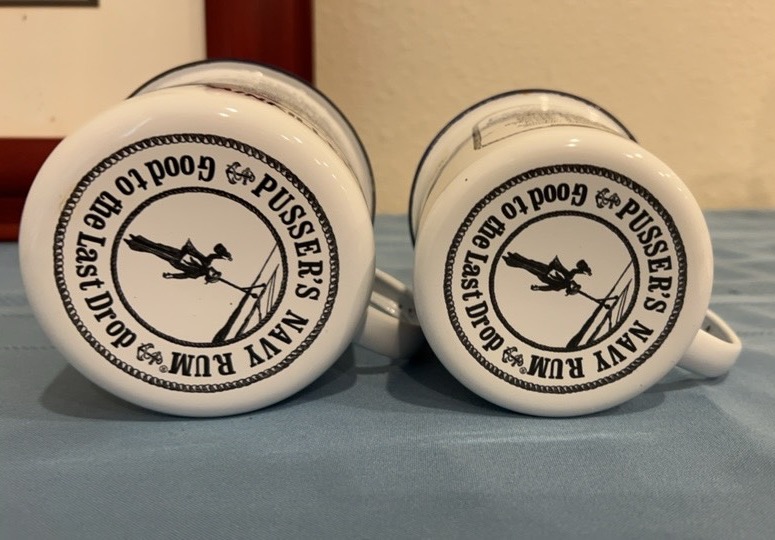 PUSSER'S NAVY RUM®
Good to the Last Drop
PUSSER'S NAVY RUM®
Good to the Last Drop